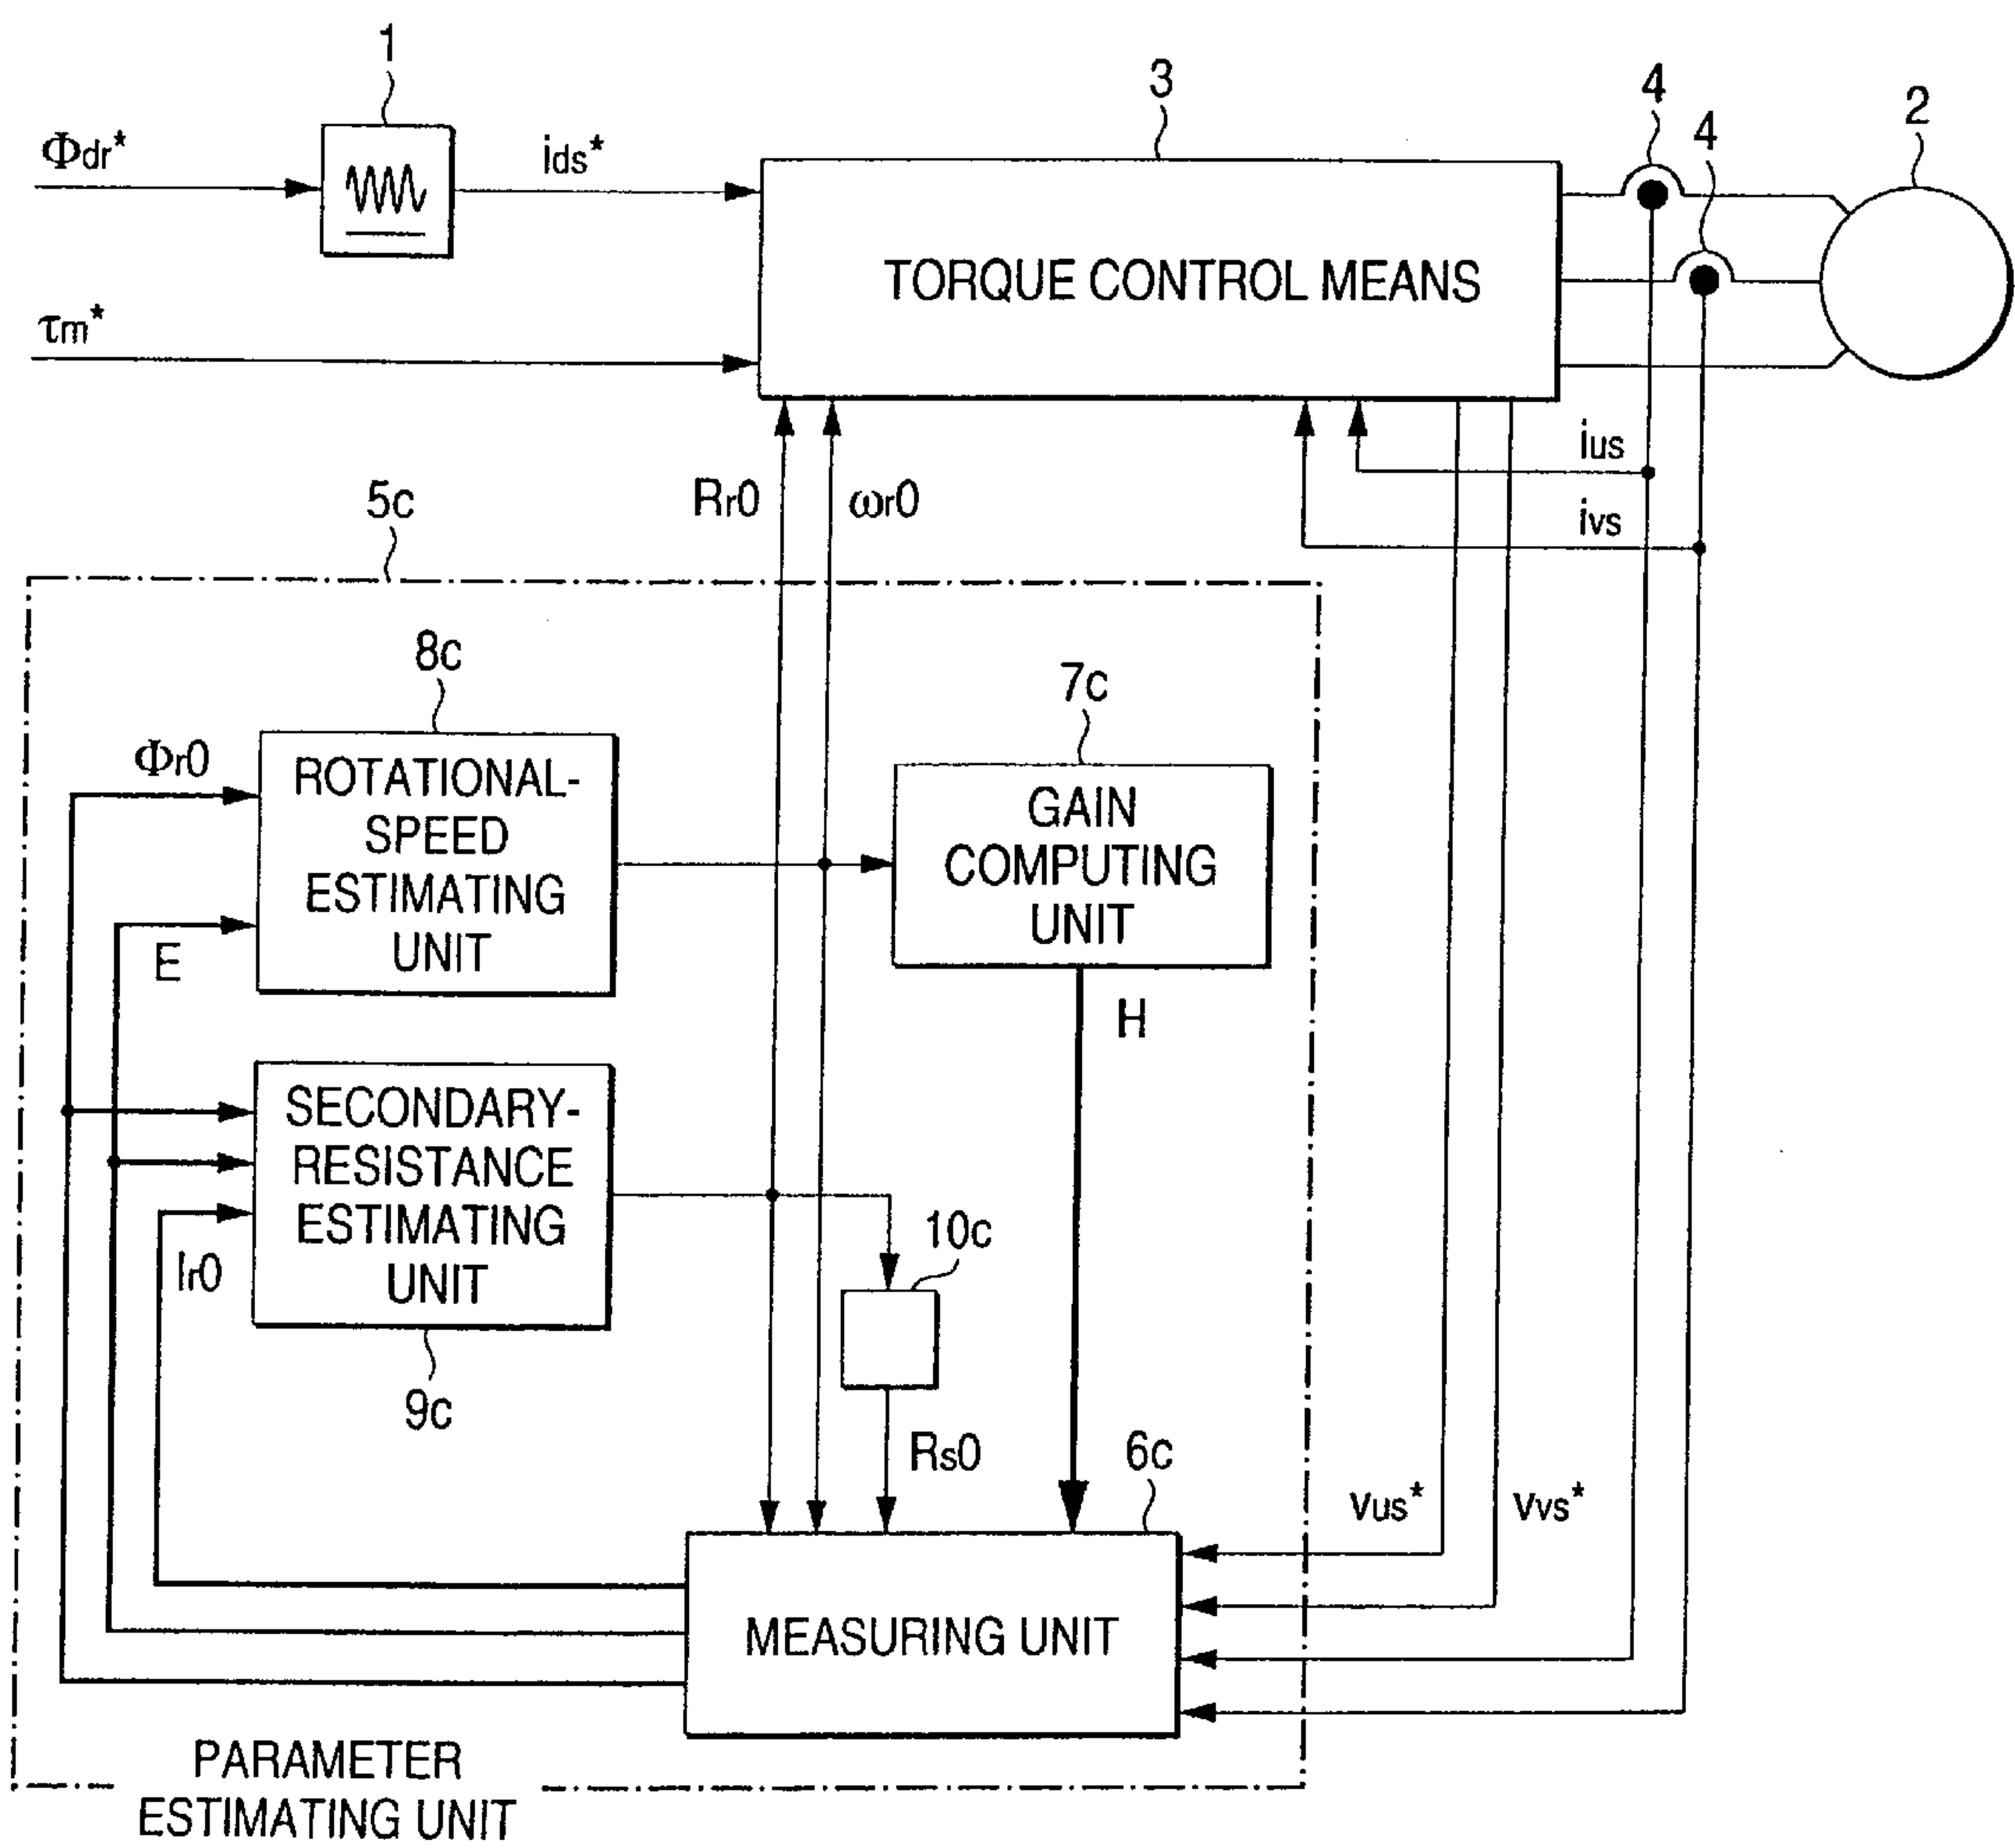 1
3
4
4
2
Φdr*
ids*
τm*
TORQUE CONTROL MEANS
ius
ivs
Rr0
ωr0
5c
8c
7c
Φr0
ROTATIONAL-
SPEED
ESTIMATING
UNIT
E
GAIN
COMPUTING
UNIT
H
SECONDARY-
RESISTANCE
ESTIMATING
UNIT
Ir0
9c
10c
Rs0
6c
vus*
vvs*
MEASURING UNIT
PARAMETER
ESTIMATING UNIT